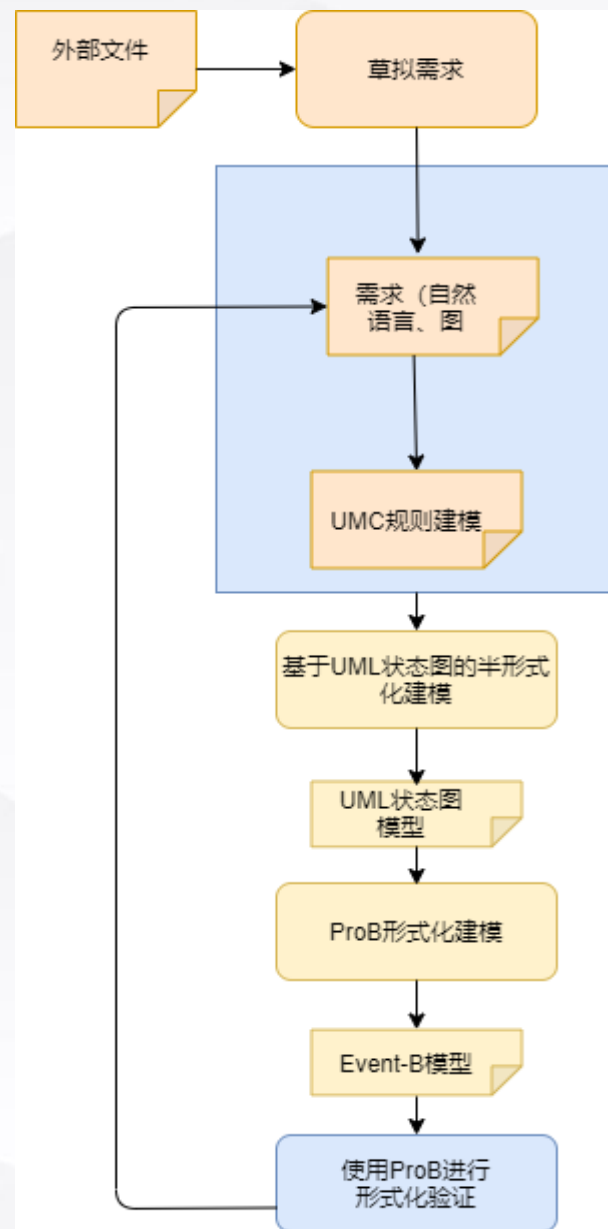 外部文件
草拟需求
需求（自然
语言、图
UMC规则建模
基于UML状态图的半形式
化建模
UML状态图
模型
ProB形式化建模
Event-B模型
使用ProB进行
形式化验证